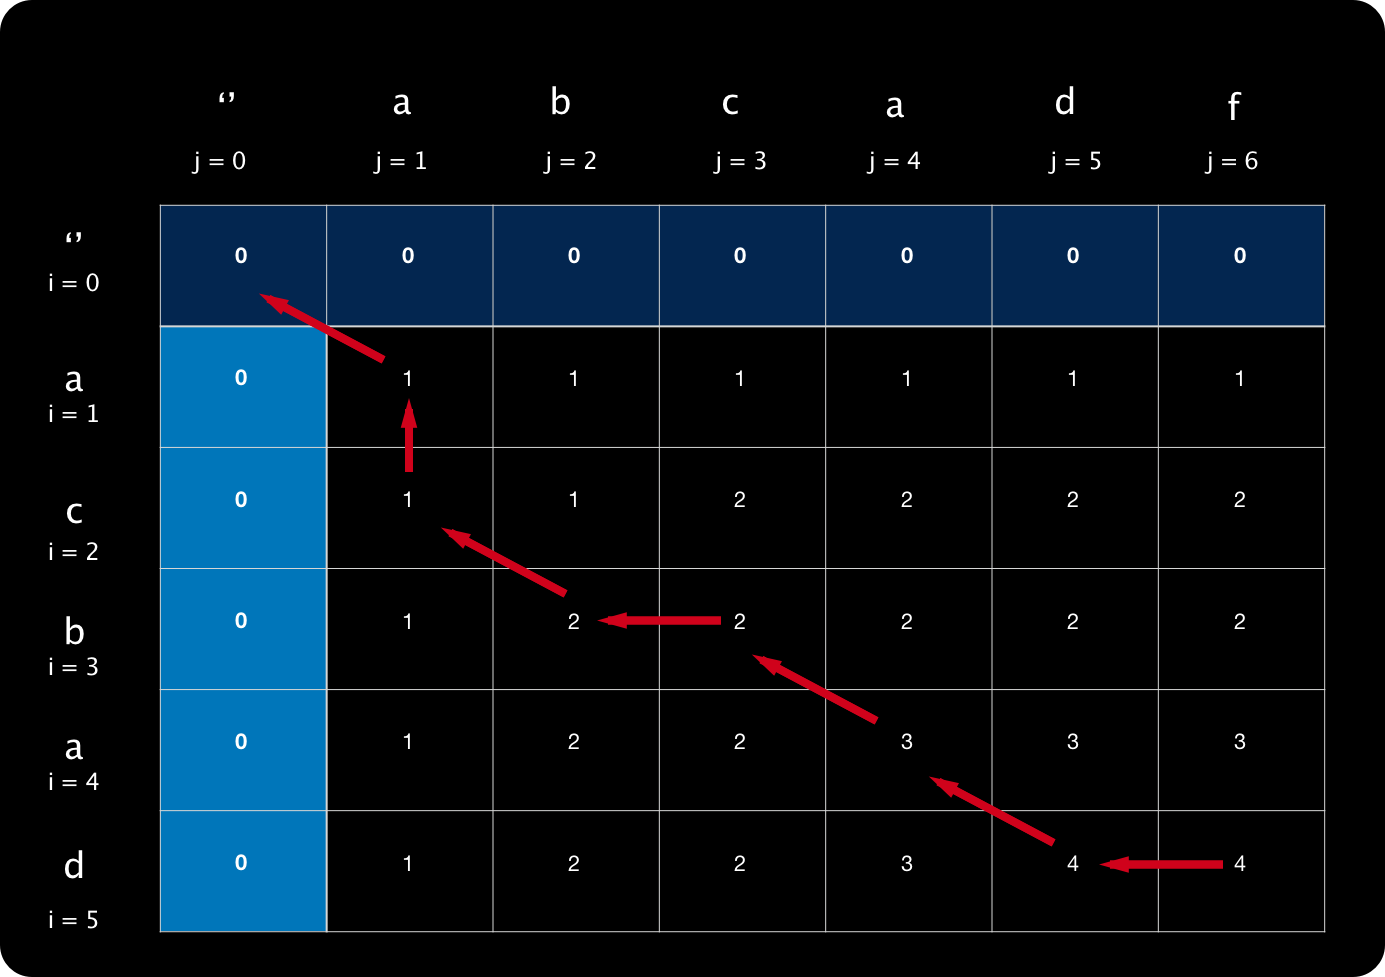 ‘’ a b c a d f
j = 0 j = 1 j = 2 j = 3 j = 4 j = 5 j = 6
‘’ 0 0 0 0 0 0 0
i = 0
a 0 1 1 1 1 1 1
i = 1
c 0 1 1 2 2 2 2
i = 2
b 0 1 2 2 2 2 2
i = 3
a 0 1 2 2 3 3 3
i = 4
d 0 1 2 2 3 4 4
i = 5